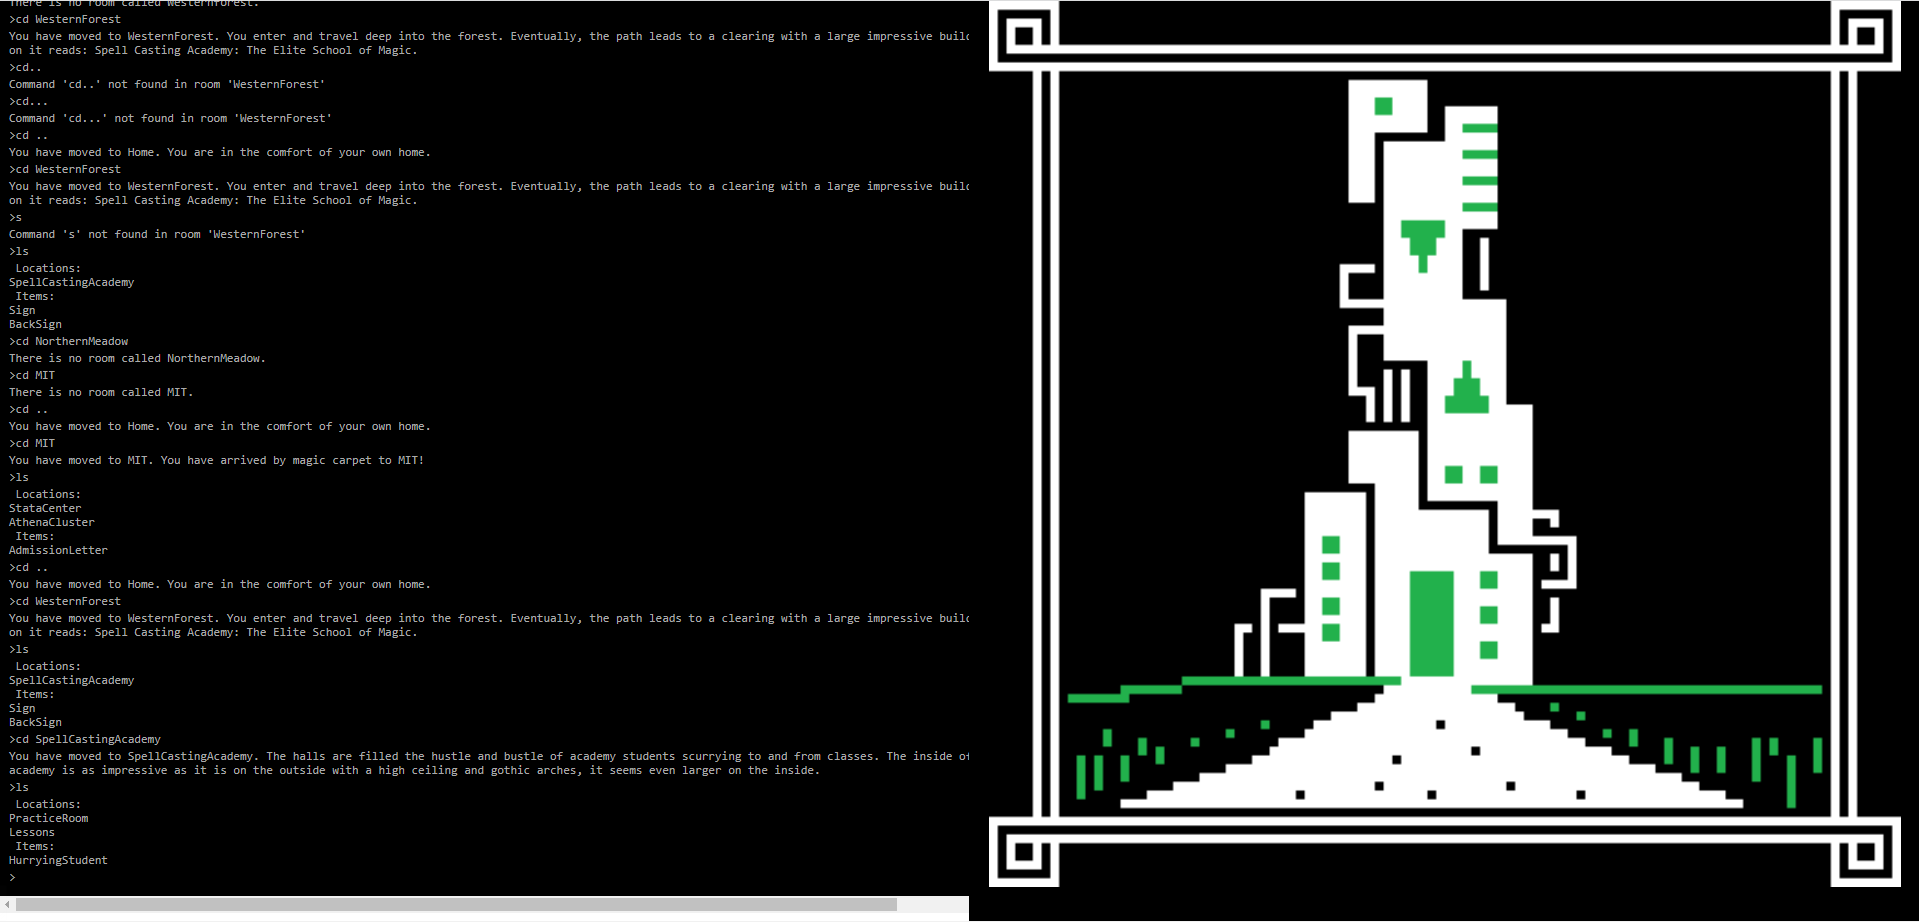 There is no room called westernForest.
>cd WesternForest
You have moved to WesternForest. You enter and travel deep into the forest. Eventually, the path leads to a clearing with a large impressive
on it reads: Spell Casting Academy: The Elite School of Magic.
>cd..
Command 'cd..' not found in room 'WesternForest'
>cd...
Command 'cd...' not found in room 'WesternForest'
>cd ..
You have moved to Home. You are in the comfort of your own home.
>cd WesternForest
You have moved to WesternForest. You enter and travel deep into the forest. Eventually, the path leads to a clearing with a large impressive
on it reads: Spell Casting Academy: The Elite School of Magic.
>s
Command 's' not found in room 'WesternForest'
>ls
Locations:
SpellCastingAcademy
Items:
Sign
BackSign
>cd NorthernMeadow
There is no room called NorthernMeadow.
>cd MIT
There is no room called MIT.
>cd ..
You have moved to Home. You are in the comfort of your own home.
>cd MIT
You have moved to MIT. You have arrived by magic carpet to MIT!
>ls
Locations:
StataCenter
AthenaCluster
Items:
AdmissionLetter
>cd ..
You have moved to Home. You are in the comfort of your own home.
>cd WesternForest
You have moved to WesternForest. You enter and travel deep into the forest. Eventually, the path leads to a clearing with a large impressive
on it reads: Spell Casting Academy: The Elite School of Magic.
>ls
Locations:
SpellCastingAcademy
Items:
Sign
BackSign
>cd SpellCastingAcademy
You have moved to SpellCastingAcademy. The halls are filled the hustle and bustle of academy students scurrying to and from classes. The inside of
academy is as impressive as it is on the outside with a high ceiling and gothic arches, it seems even larger on the inside.
>ls
Locations:
PracticeRoom
Lessons
Items:
HurryingStudent
>